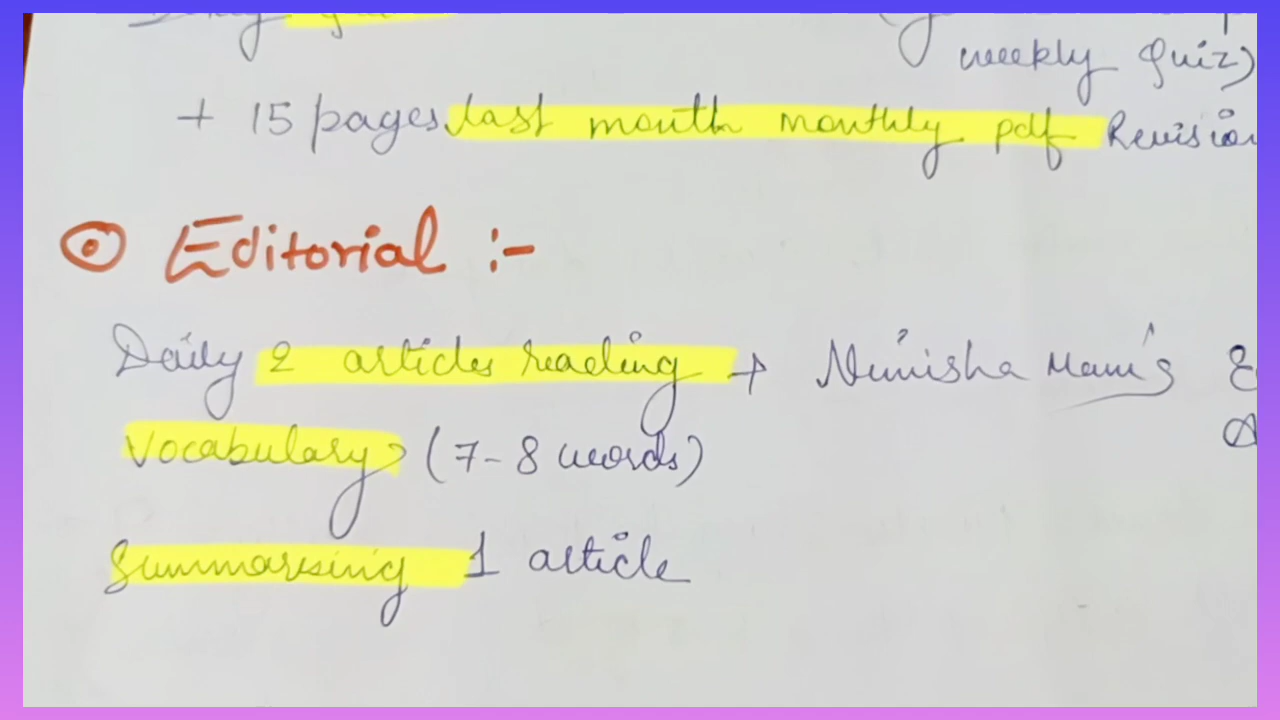 weekly Quiz)
+ 15 pages last month monthly pdf Revision
⊙ Editorial :-
Daily 2 articles reading → Nimisha Mam's
Vocabulary (7-8 words)
Summarising 1 article